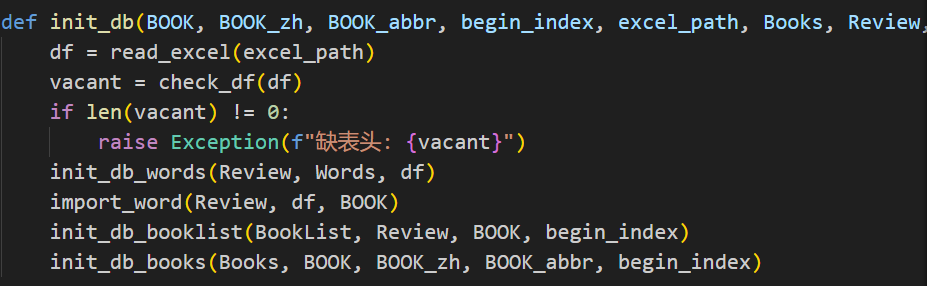 def init_db(BOOK, BOOK_zh, BOOK_abbr, begin_index, excel_path, Books, Review,
    df = read_excel(excel_path)
    vacant = check_df(df)
    if len(vacant) != 0:
        raise Exception(f"缺表头: {vacant}")
    init_db_words(Review, Words, df)
    import_word(Review, df, BOOK)
    init_db_booklist(BookList, Review, BOOK, begin_index)
    init_db_books(Books, BOOK, BOOK_zh, BOOK_abbr, begin_index)